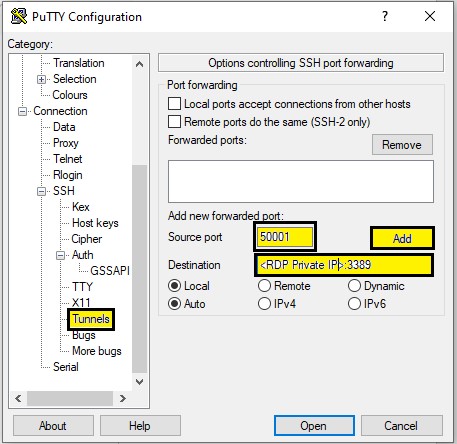 PuTTY Configuration
?
Category:
Translation
Selection
Colours
Connection
Data
Proxy
Telnet
Rlogin
SSH
Kex
Host keys
Cipher
Auth
GSSAPI
TTY
X11
Tunnels
Bugs
More bugs
Serial
Options controlling SSH port forwarding
Port forwarding
Local ports accept connections from other hosts
Remote ports do the same (SSH-2 only)
Forwarded ports:
Remove
Add new forwarded port:
Source port
50001
Add
Destination
<RDP Private IP>:3389
Local
Remote
Dynamic
Auto
IPv4
IPv6
About
Help
Open
Cancel